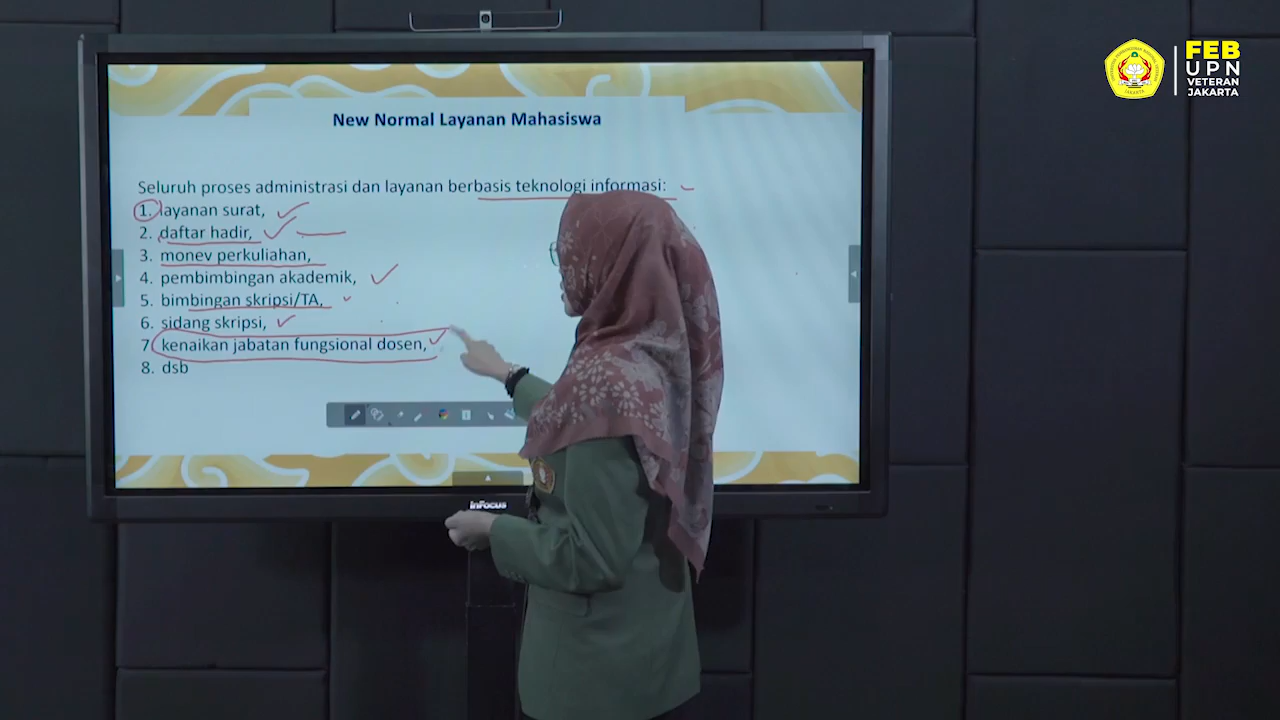 New Normal Layanan Mahasiswa
Seluruh proses administrasi dan layanan berbasis teknologi informasi:
1. layanan surat,
2. daftar hadir,
3. monev perkuliahan,
4. pembimbingan akademik,
5. bimbingan skripsi/TA,
6. sidang skripsi,
7 kenaikan jabatan fungsional dosen,
8. dsb
InFocus
FEB
UPN
VETERAN
JAKARTA